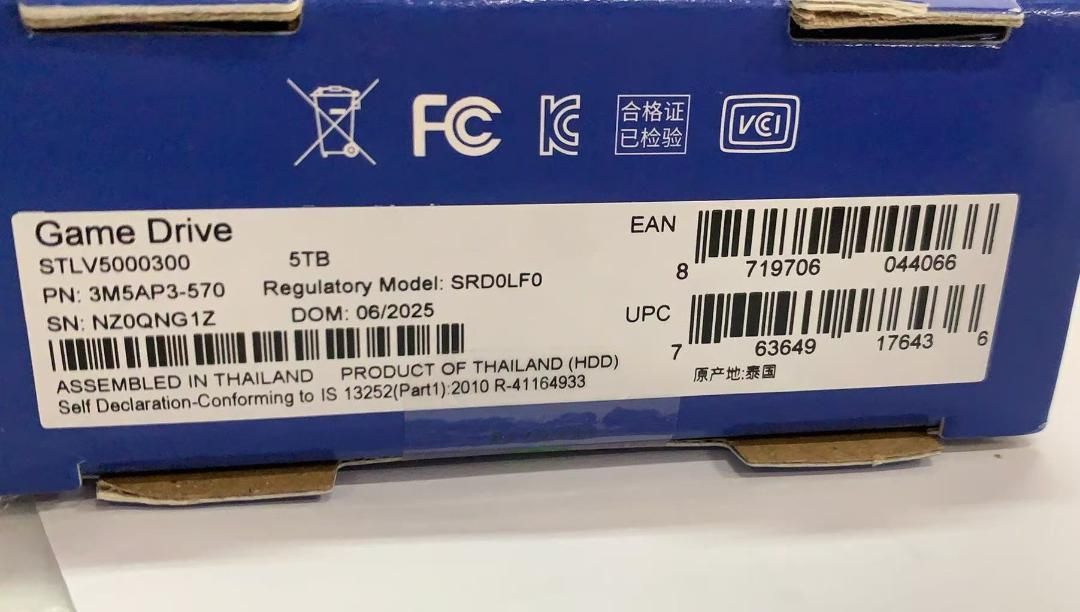 FC
合格证
已检验
VCCI
Game Drive
STLV5000300 5TB
PN: 3M5AP3-570 Regulatory Model: SRD0LF0
SN: NZ0QNG1Z DOM: 06/2025
ASSEMBLED IN THAILAND PRODUCT OF THAILAND (HDD)
Self Declaration-Conforming to IS 13252(Part1):2010 R-41164933
EAN
8 719706 044066
UPC
7 63649 17643 6
原产地:泰国